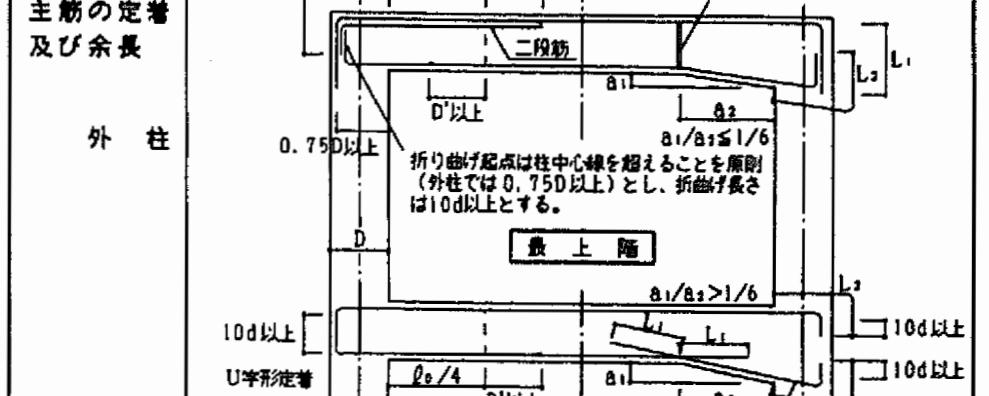 主筋の定着
及び余長
二段筋
L₂
L₁
a₁
D'以上
a₂
a₁/a₂≦1/6
外 柱
0.75D以上
折り曲げ起点は柱中心線を超えることを原則
(外柱では0.75D以上)とし、折曲げ長さ
は10d以上とする。
D
最 上 階
L₂
a₁/a₂>1/6
10d以上
L₁
L₁
10d以上
U字形定着
ℓ₀/4
a₁
10d以上